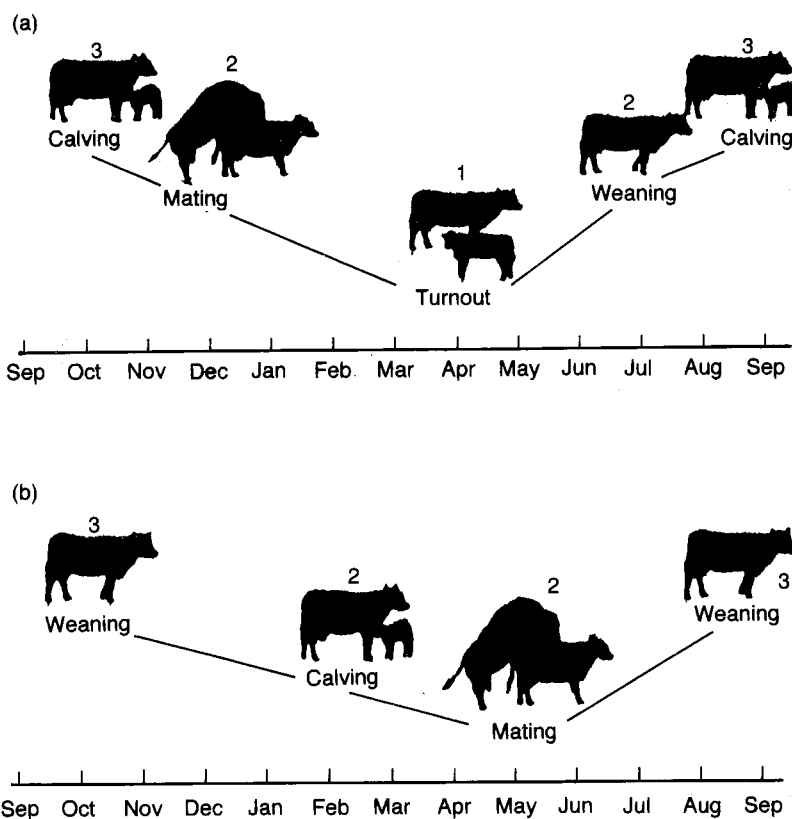 (a)
3
3
2
2
Calving
Calving
1
Weaning
Mating
Turnout
Sep Oct Nov Dec Jan Feb Mar Apr May Jun Jul Aug Sep
(b)
3
2
2
3
Weaning
Weaning
Calving
Mating
Sep Oct Nov Dec Jan Feb Mar Apr May Jun Jul Aug Sep